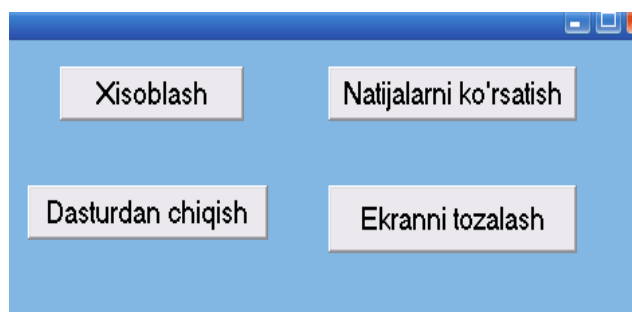 Xisoblash
Natijalarni ko'rsatish
Dasturdan chiqish
Ekranni tozalash